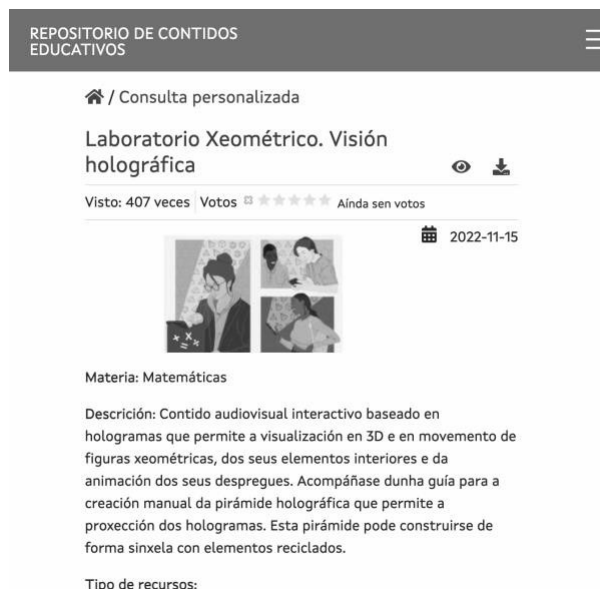 REPOSITORIO DE CONTIDOS
EDUCATIVOS
/ Consulta personalizada
Laboratorio Xeométrico. Visión
holográfica
Visto: 407 veces Votos Aínda sen votos
2022-11-15
Materia: Matemáticas
Descrición: Contido audiovisual interactivo baseado en
hologramas que permite a visualización en 3D e en movemento de
figuras xeométricas, dos seus elementos interiores e da
animación dos seus despregues. Acompáñase dunha guía para a
creación manual da pirámide holográfica que permite a
proxección dos hologramas. Esta pirámide pode construirse de
forma sinxela con elementos reciclados.
Tipo de recursos: